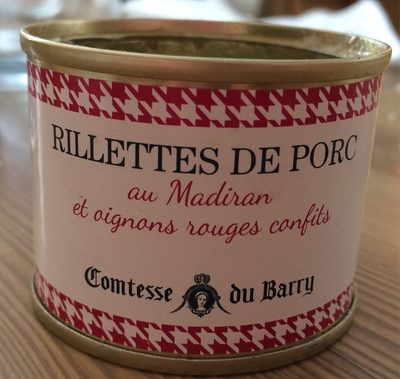 RILLETTES DE PORC
au Madiran
et oignons rouges confits
Comtesse du Barry